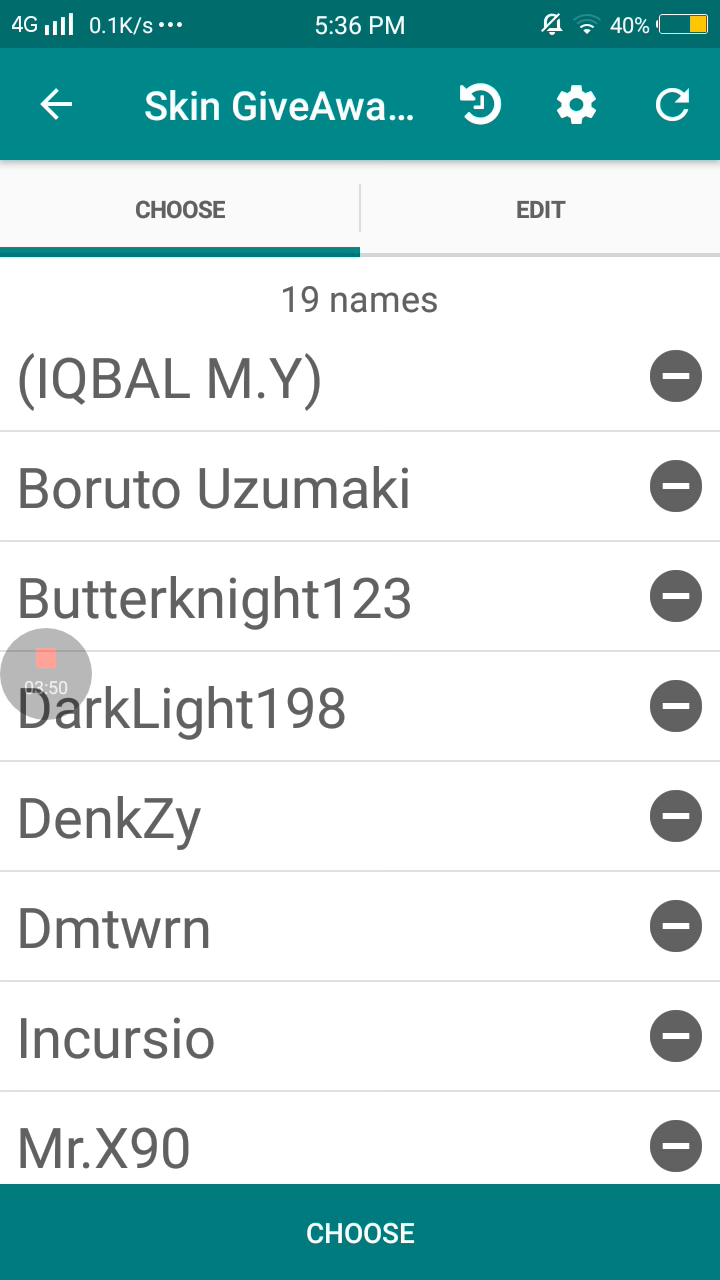 4G 0.1K/s ••• 5:36 PM 40%
Skin GiveAwa...
CHOOSE EDIT
19 names
(IQBAL M.Y)
Boruto Uzumaki
Butterknight123
03:50
DarkLight198
DenkZy
Dmtwrn
Incursio
Mr.X90
CHOOSE